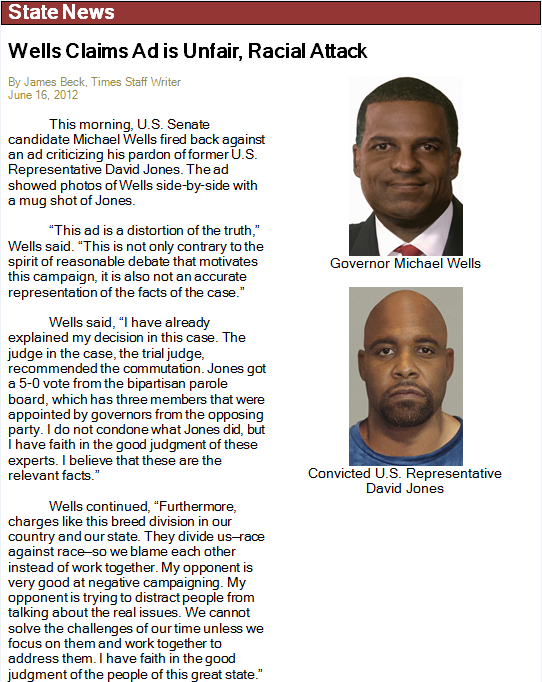 State News
Wells Claims Ad is Unfair, Racial Attack
By James Beck, Times Staff Writer
June 16, 2012
This morning, U.S. Senate
candidate Michael Wells fired back against
an ad criticizing his pardon of former U.S.
Representative David Jones. The ad
showed photos of Wells side-by-side with
a mug shot of Jones.
“This ad is a distortion of the truth,”
Wells said. “This is not only contrary to the
spirit of reasonable debate that motivates
this campaign, it is also not an accurate
representation of the facts of the case.”
Wells said, “I have already
explained my decision in this case. The
judge in the case, the trial judge,
recommended the commutation. Jones got
a 5-0 vote from the bipartisan parole
board, which has three members that were
appointed by governors from the opposing
party. I do not condone what Jones did, but
I have faith in the good judgment of these
experts. I believe that these are the
relevant facts.”
Wells continued, “Furthermore,
charges like this breed division in our
country and our state. They divide us–race
against race–so we blame each other
instead of work together. My opponent is
very good at negative campaigning. My
opponent is trying to distract people from
talking about the real issues. We cannot
solve the challenges of our time unless we
focus on them and work together to
address them. I have faith in the good
judgment of the people of this great state.”
Governor Michael Wells
Convicted U.S. Representative
David Jones